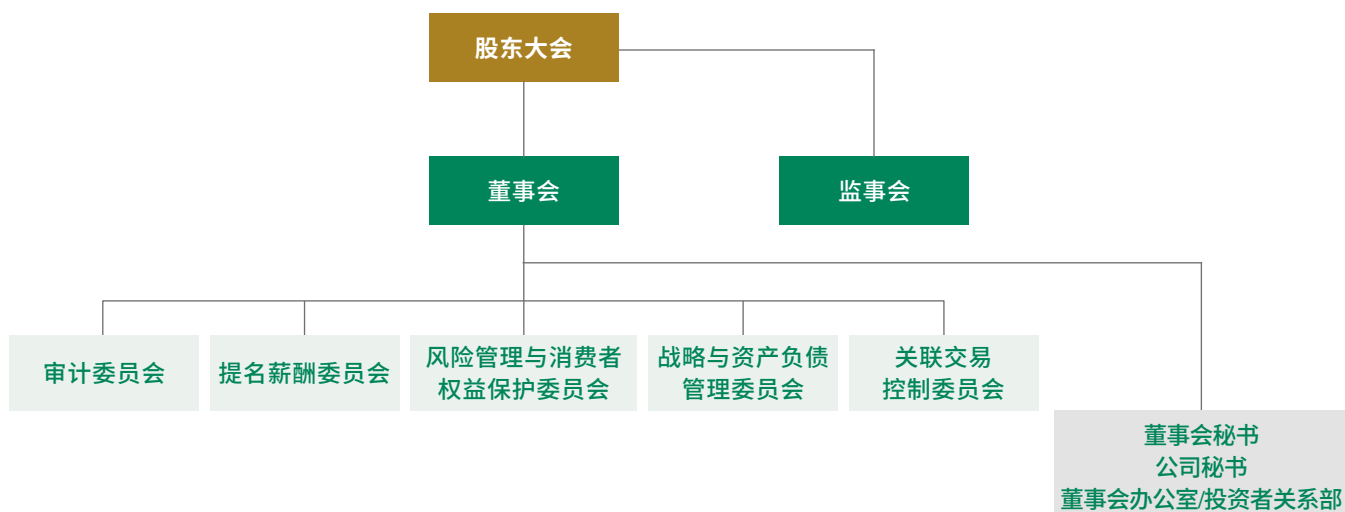 股东大会
董事会
监事会
审计委员会
提名薪酬委员会
风险管理与消费者
权益保护委员会
战略与资产负债
管理委员会
关联交易
控制委员会
董事会秘书
公司秘书
董事会办公室/投资者关系部